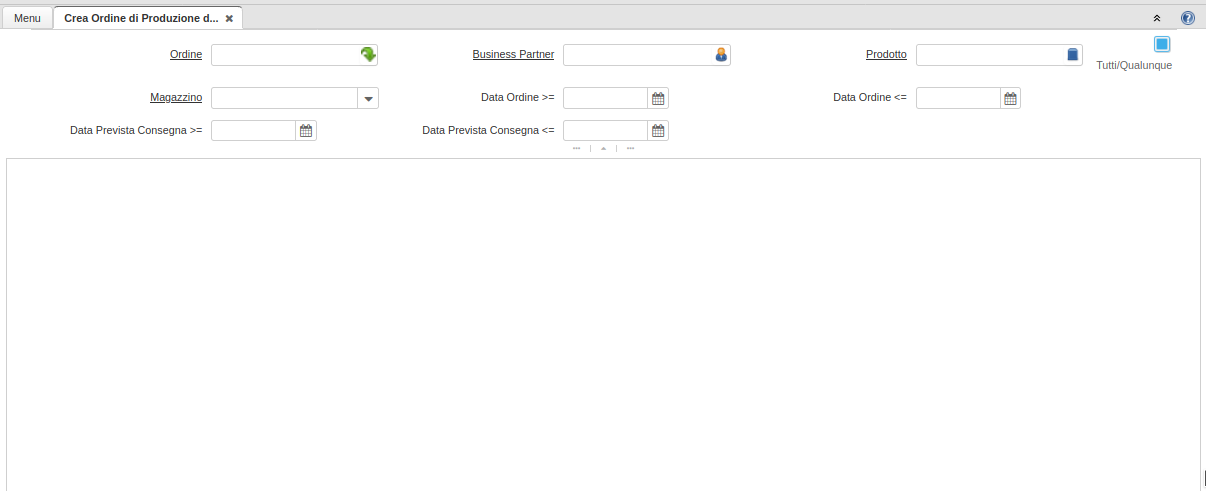 Menu
Crea Ordine di Produzione d...
Ordine
Business Partner
Prodotto
Tutti/Qualunque
Magazzino
Data Ordine >=
Data Ordine <=
Data Prevista Consegna >=
Data Prevista Consegna <=